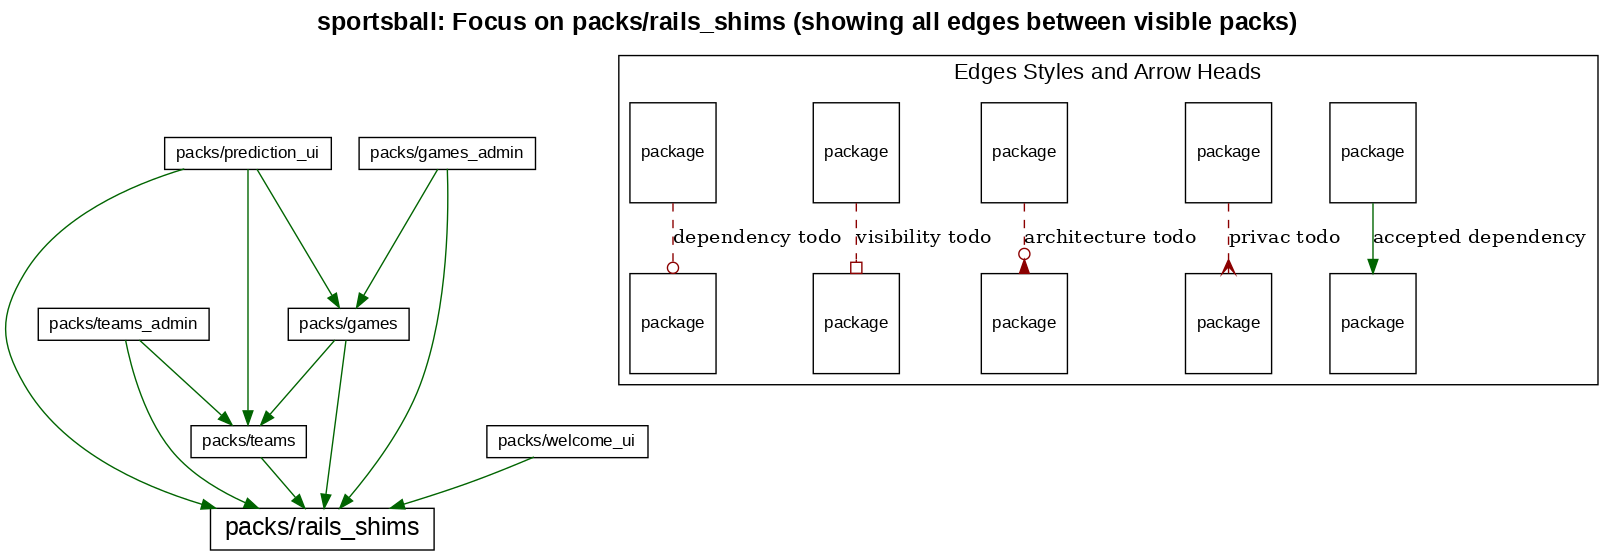 sportsball: Focus on packs/rails_shims (showing all edges between visible packs)
Edges Styles and Arrow Heads
package
package
package
package
package
dependency todo
visibility todo
architecture todo
privac todo
accepted dependency
package
package
package
package
package
packs/prediction_ui
packs/games_admin
packs/teams_admin
packs/games
packs/teams
packs/welcome_ui
packs/rails_shims